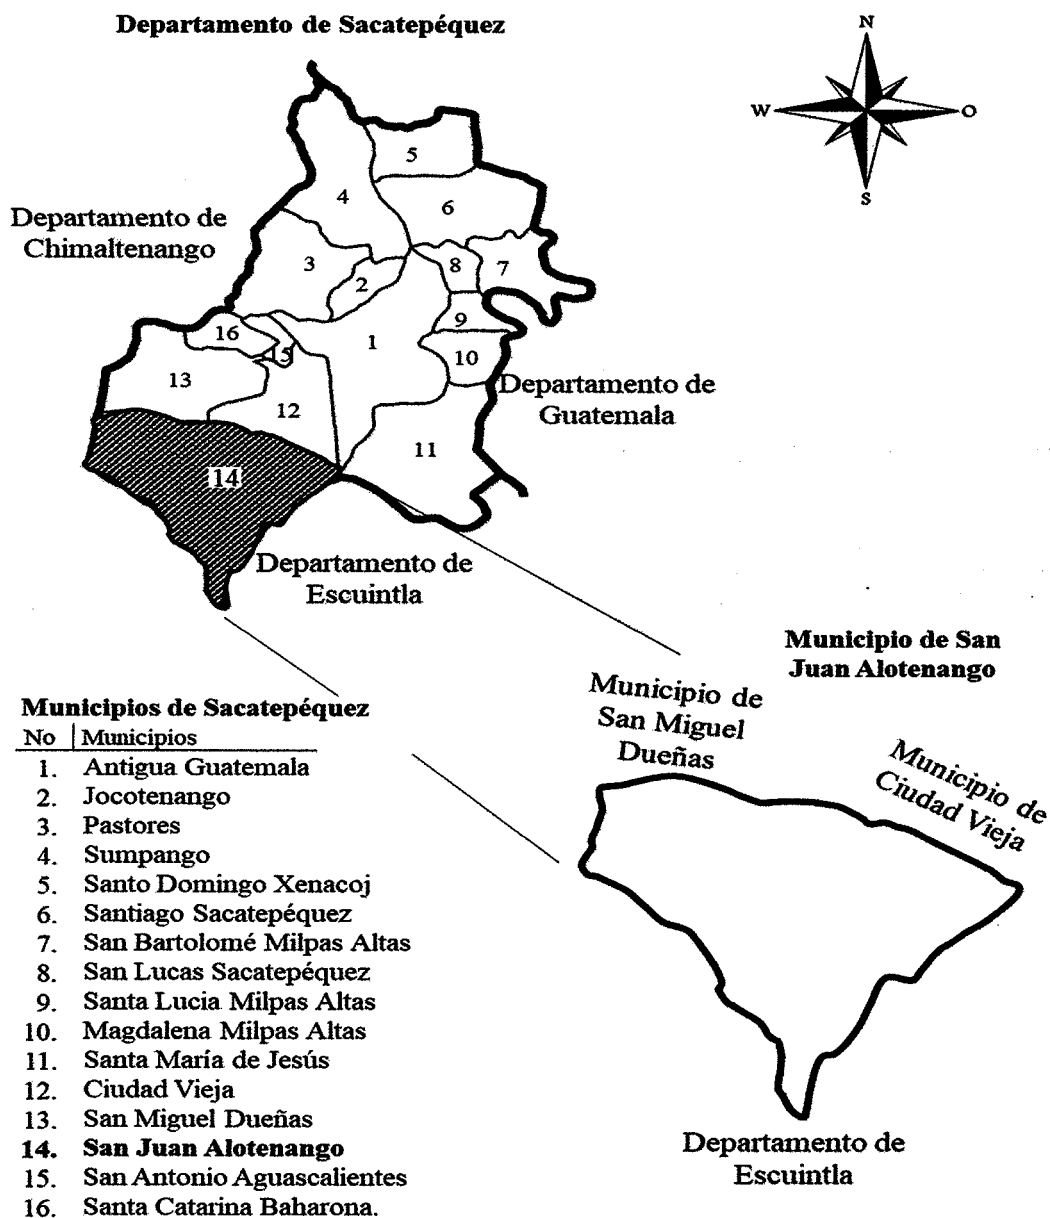 Departamento de Sacatepéquez
N
W
O
S
5
4
6
Departamento de
Chimaltenango
3
2
8
7
9
16
1
15
10
13
12
Departamento de
Guatemala
11
14
Departamento de
Escuintla
Municipio de San
Juan Alotenango
Municipio de
San Miguel
Dueñas
Municipio de
Ciudad Vieja
Departamento de
Escuintla
Municipios de Sacatepéquez
No Municipios
1. Antigua Guatemala
2. Jocotenango
3. Pastores
4. Sumpango
5. Santo Domingo Xenacoj
6. Santiago Sacatepéquez
7. San Bartolomé Milpas Altas
8. San Lucas Sacatepéquez
9. Santa Lucia Milpas Altas
10. Magdalena Milpas Altas
11. Santa María de Jesús
12. Ciudad Vieja
13. San Miguel Dueñas
14. San Juan Alotenango
15. San Antonio Aguascalientes
16. Santa Catarina Baharona.